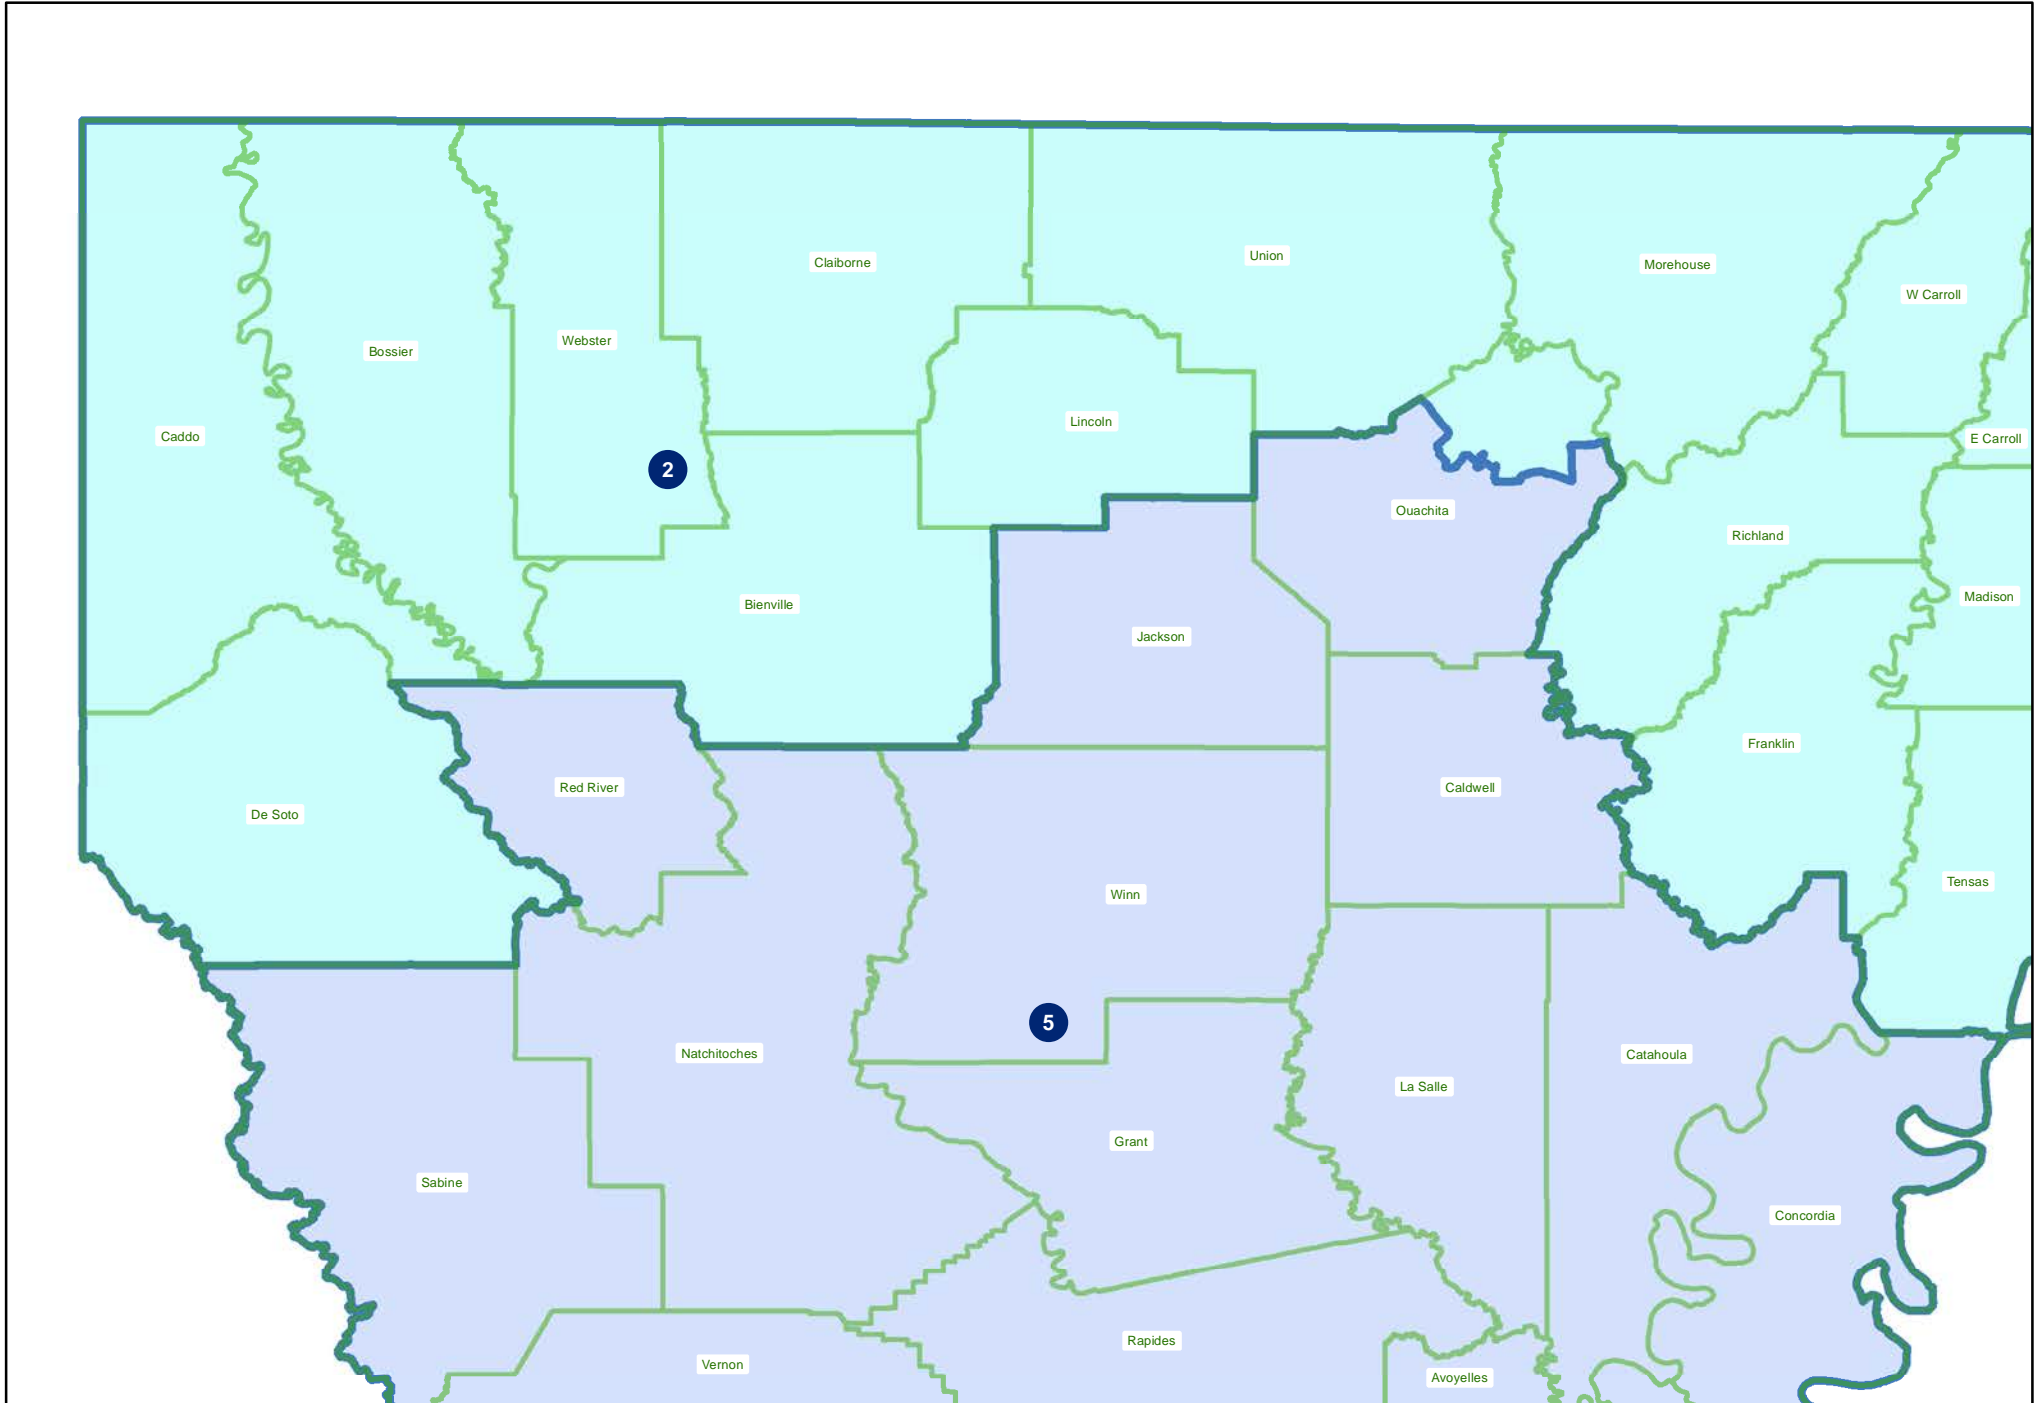 Union
Claiborne
Morehouse
W Carroll
Webster
Bossier
Lincoln
Caddo
E Carroll
2
Ouachita
Richland
Madison
Bienville
Jackson
Franklin
Red River
Caldwell
De Soto
Tensas
Winn
5
Natchitoches
Catahoula
La Salle
Grant
Sabine
Concordia
Rapides
Vernon
Avoyelles